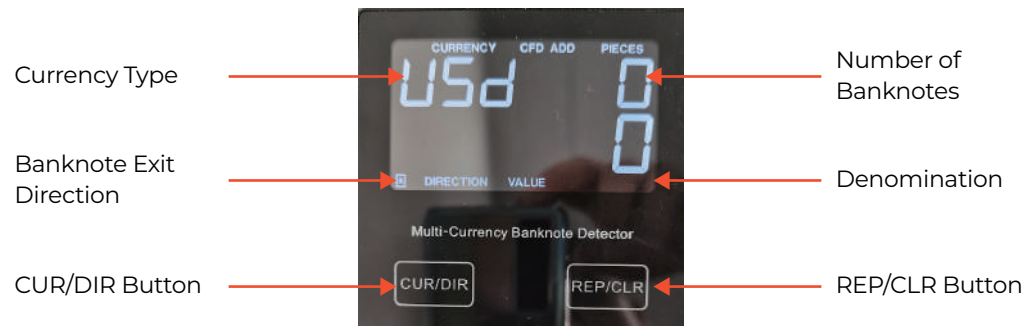 CURRENCY CFD ADD PIECES
Currency Type
USd 0
Number of
Banknotes
0
Banknote Exit
Direction
DIRECTION VALUE
Denomination
Multi-Currency Banknote Detector
CUR/DIR Button
CUR/DIR
REP/CLR
REP/CLR Button